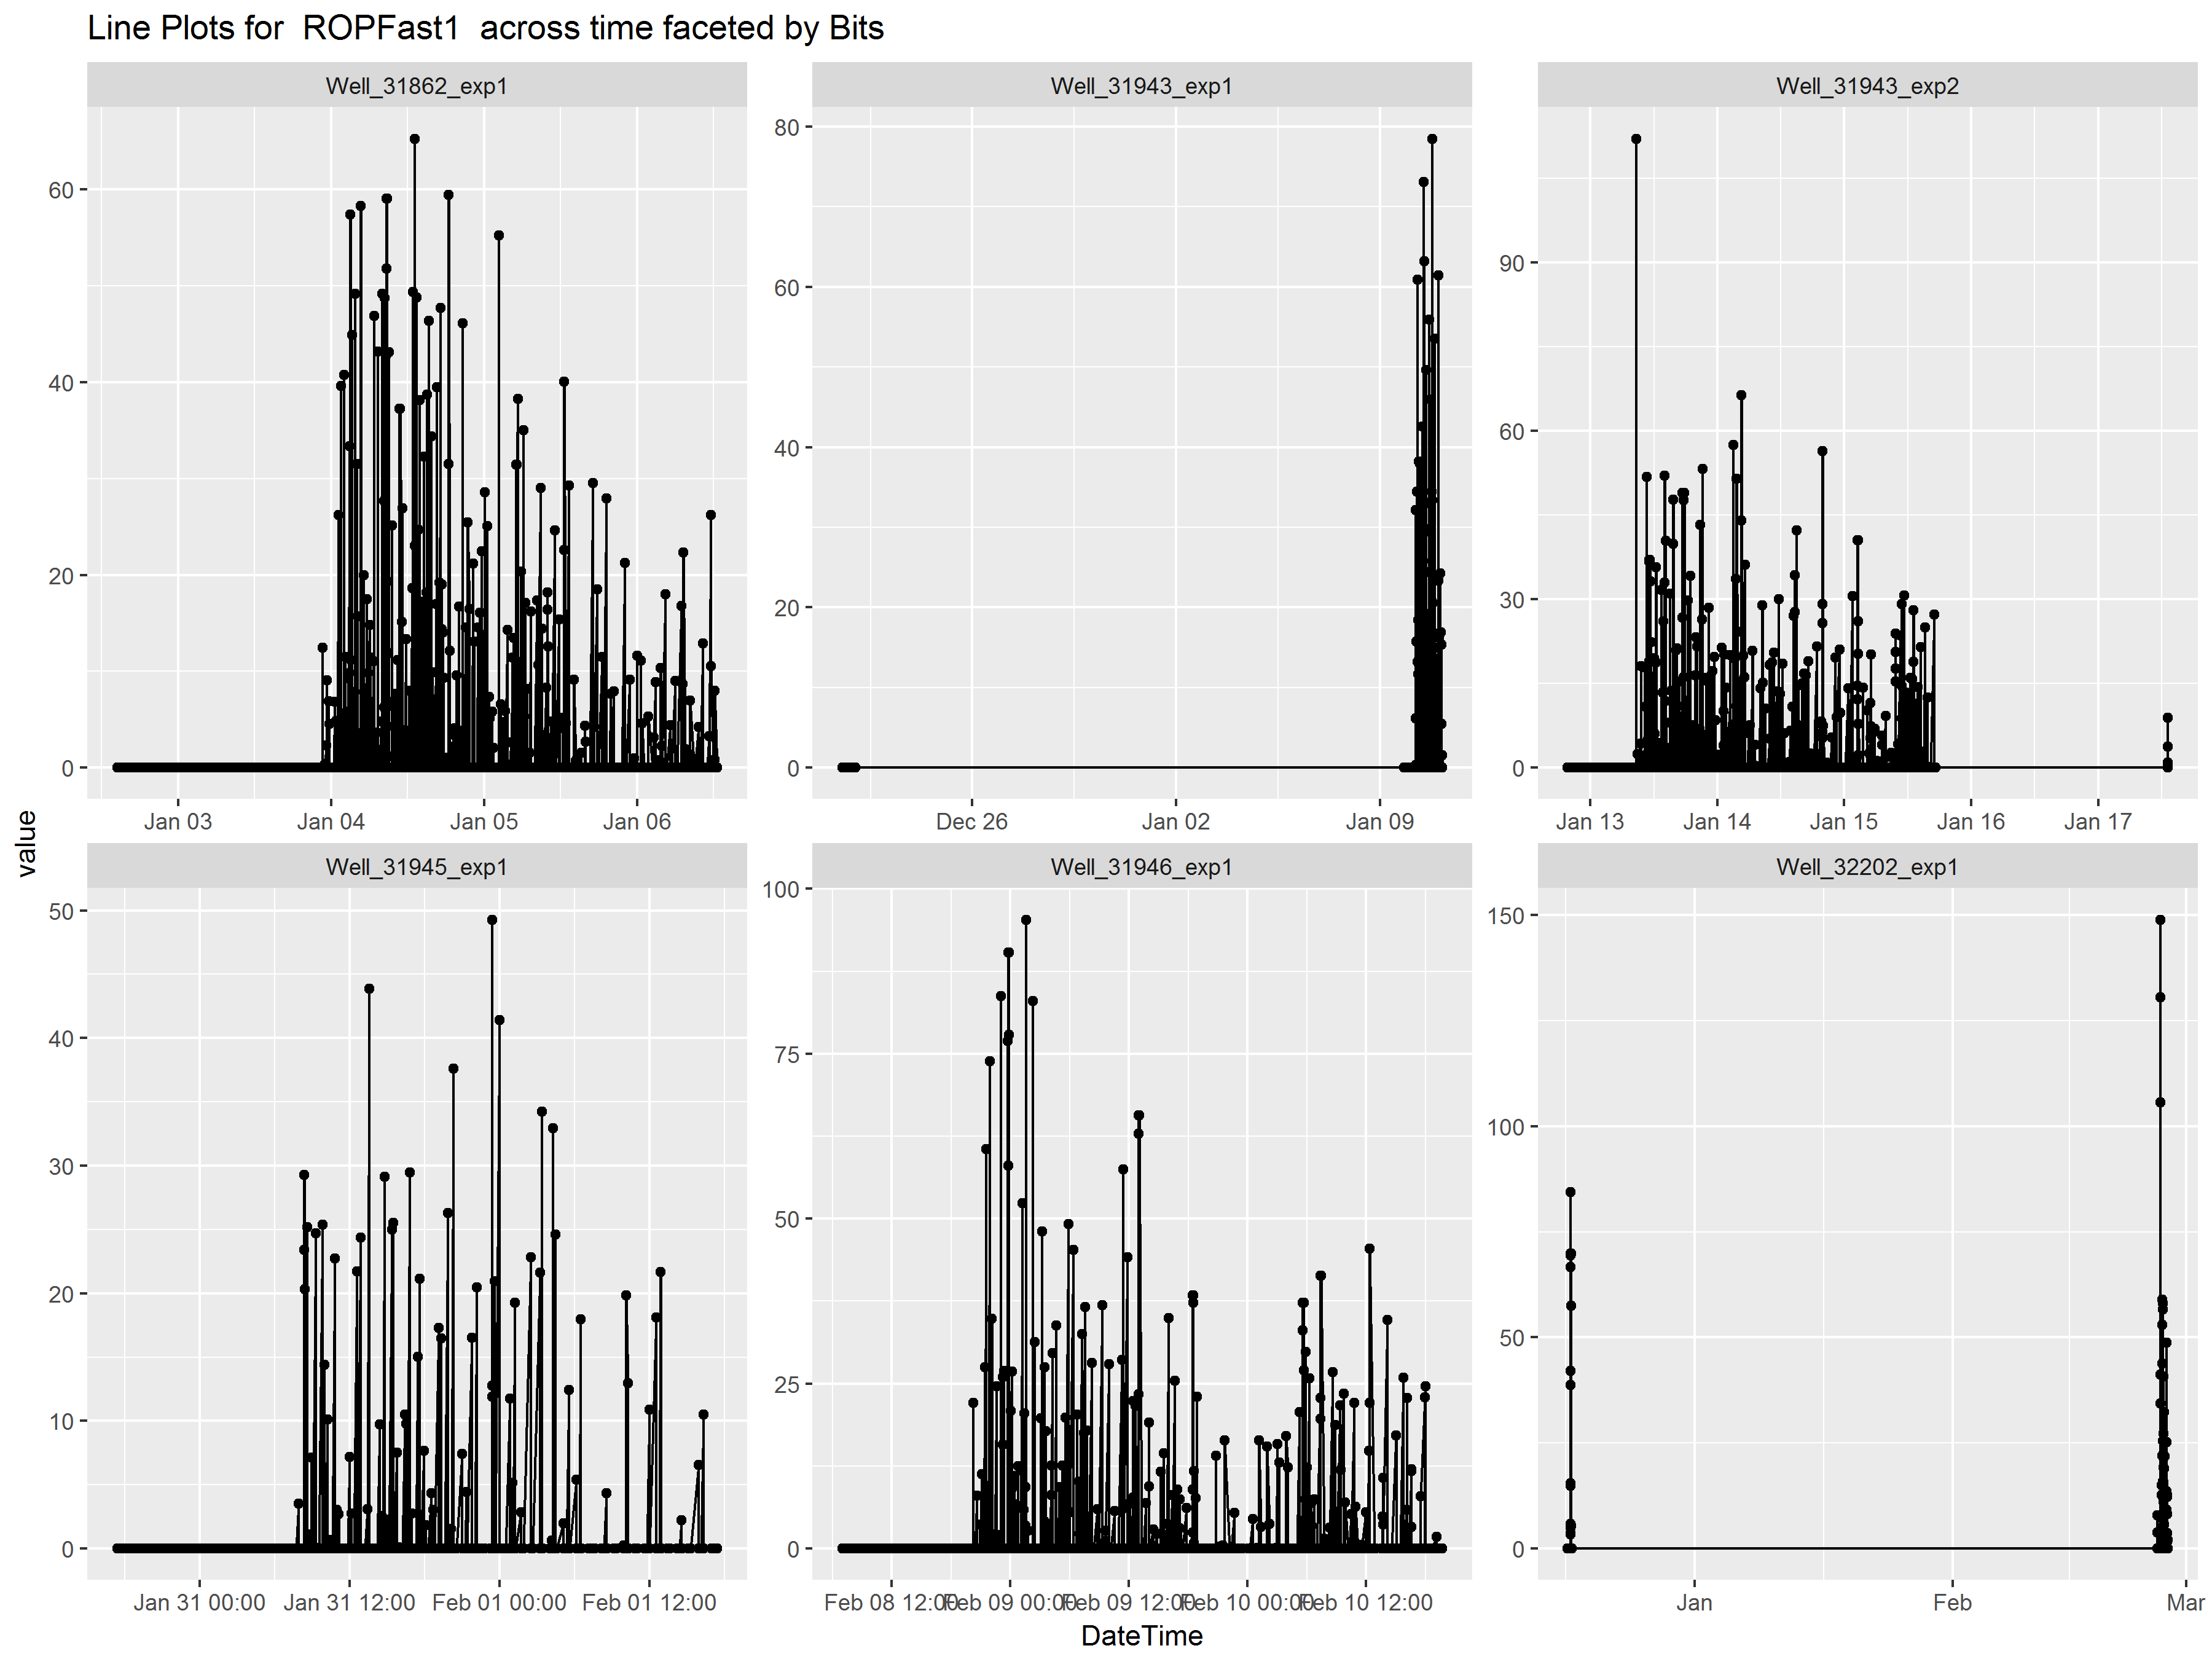 Line Plots for  ROPFast1  across time faceted by Bits
Well_31862_exp1
Well_31943_exp1
Well_31943_exp2
60
40
20
0
80
60
40
20
0
90
60
30
0
Jan 03 Jan 04 Jan 05 Jan 06
Dec 26 Jan 02 Jan 09
Jan 13 Jan 14 Jan 15 Jan 16 Jan 17
value
Well_31945_exp1
Well_31946_exp1
Well_32202_exp1
50
40
30
20
10
0
100
75
50
25
0
150
100
50
0
Jan 31 00:00 Jan 31 12:00 Feb 01 00:00 Feb 01 12:00
Feb 08 12:00 Feb 09 00:00 Feb 09 12:00 Feb 10 00:00 Feb 10 12:00
Jan Feb Mar
DateTime